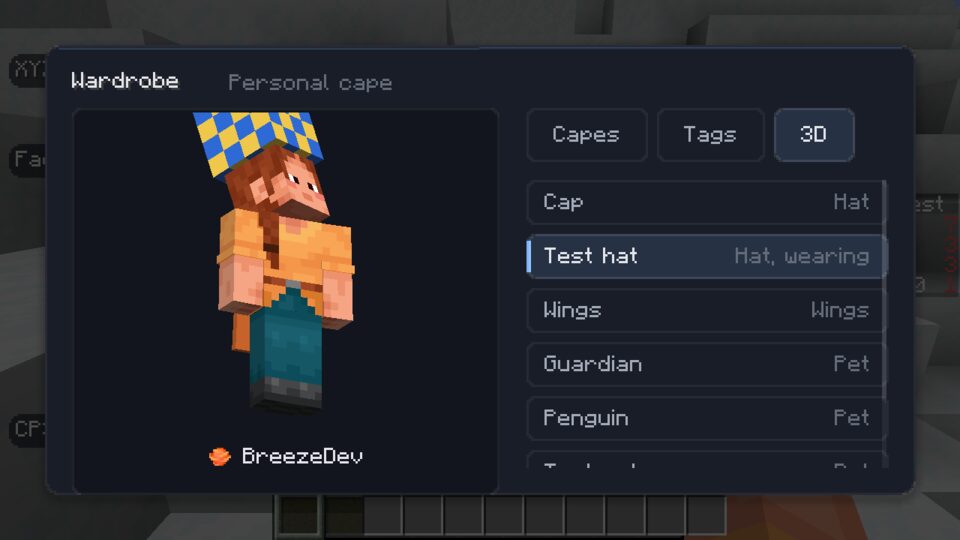 Wardrobe
Personal cape
Capes
Tags
3D
Cap
Hat
Test hat
Hat, wearing
Wings
Wings
Guardian
Pet
Penguin
Pet
BreezeDev